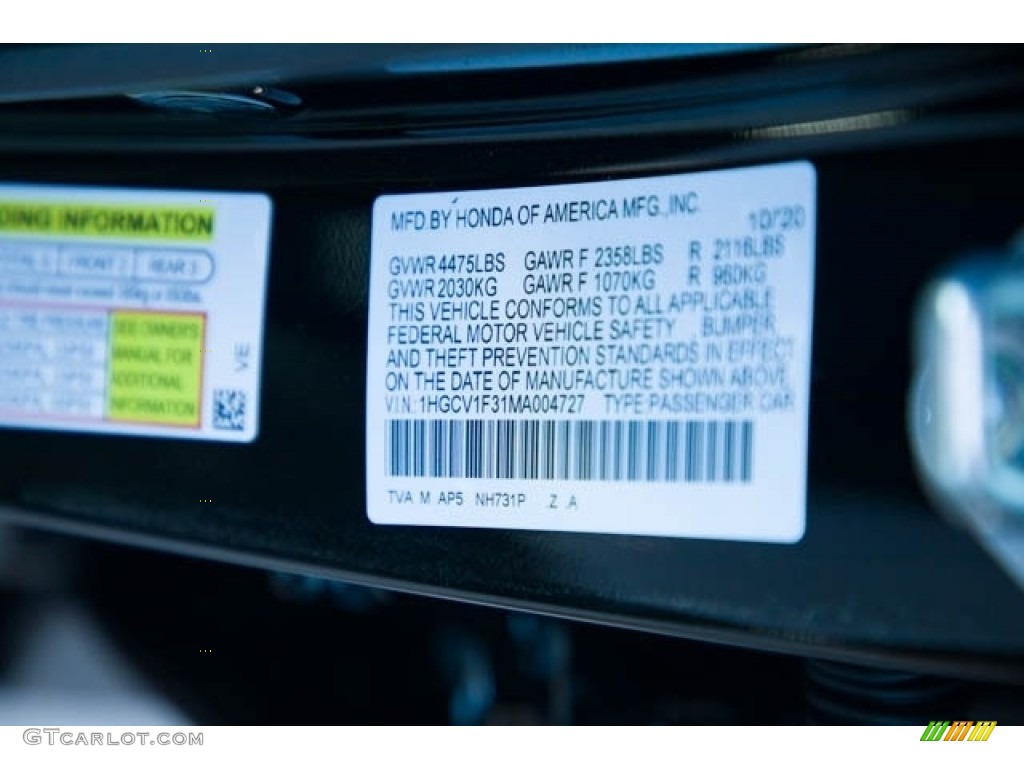 DING INFORMATION
SEE OWNER'S
MANUAL FOR
ADDITIONAL
INFORMATION
VE
MFD. BY HONDA OF AMERICA MFG., INC. 10/20
GVWR 4475LBS GAWR F 2358LBS R 2116LBS
GVWR 2030KG GAWR F 1070KG R 960KG
THIS VEHICLE CONFORMS TO ALL APPLICABLE
FEDERAL MOTOR VEHICLE SAFETY , BUMPER,
AND THEFT PREVENTION STANDARDS IN EFFECT
ON THE DATE OF MANUFACTURE SHOWN ABOVE.
V.I.N.: 1HGCV1F31MA004727 TYPE:PASSENGER CAR
TVA M AP5 NH731P .Z .A
GTCARLOT.COM